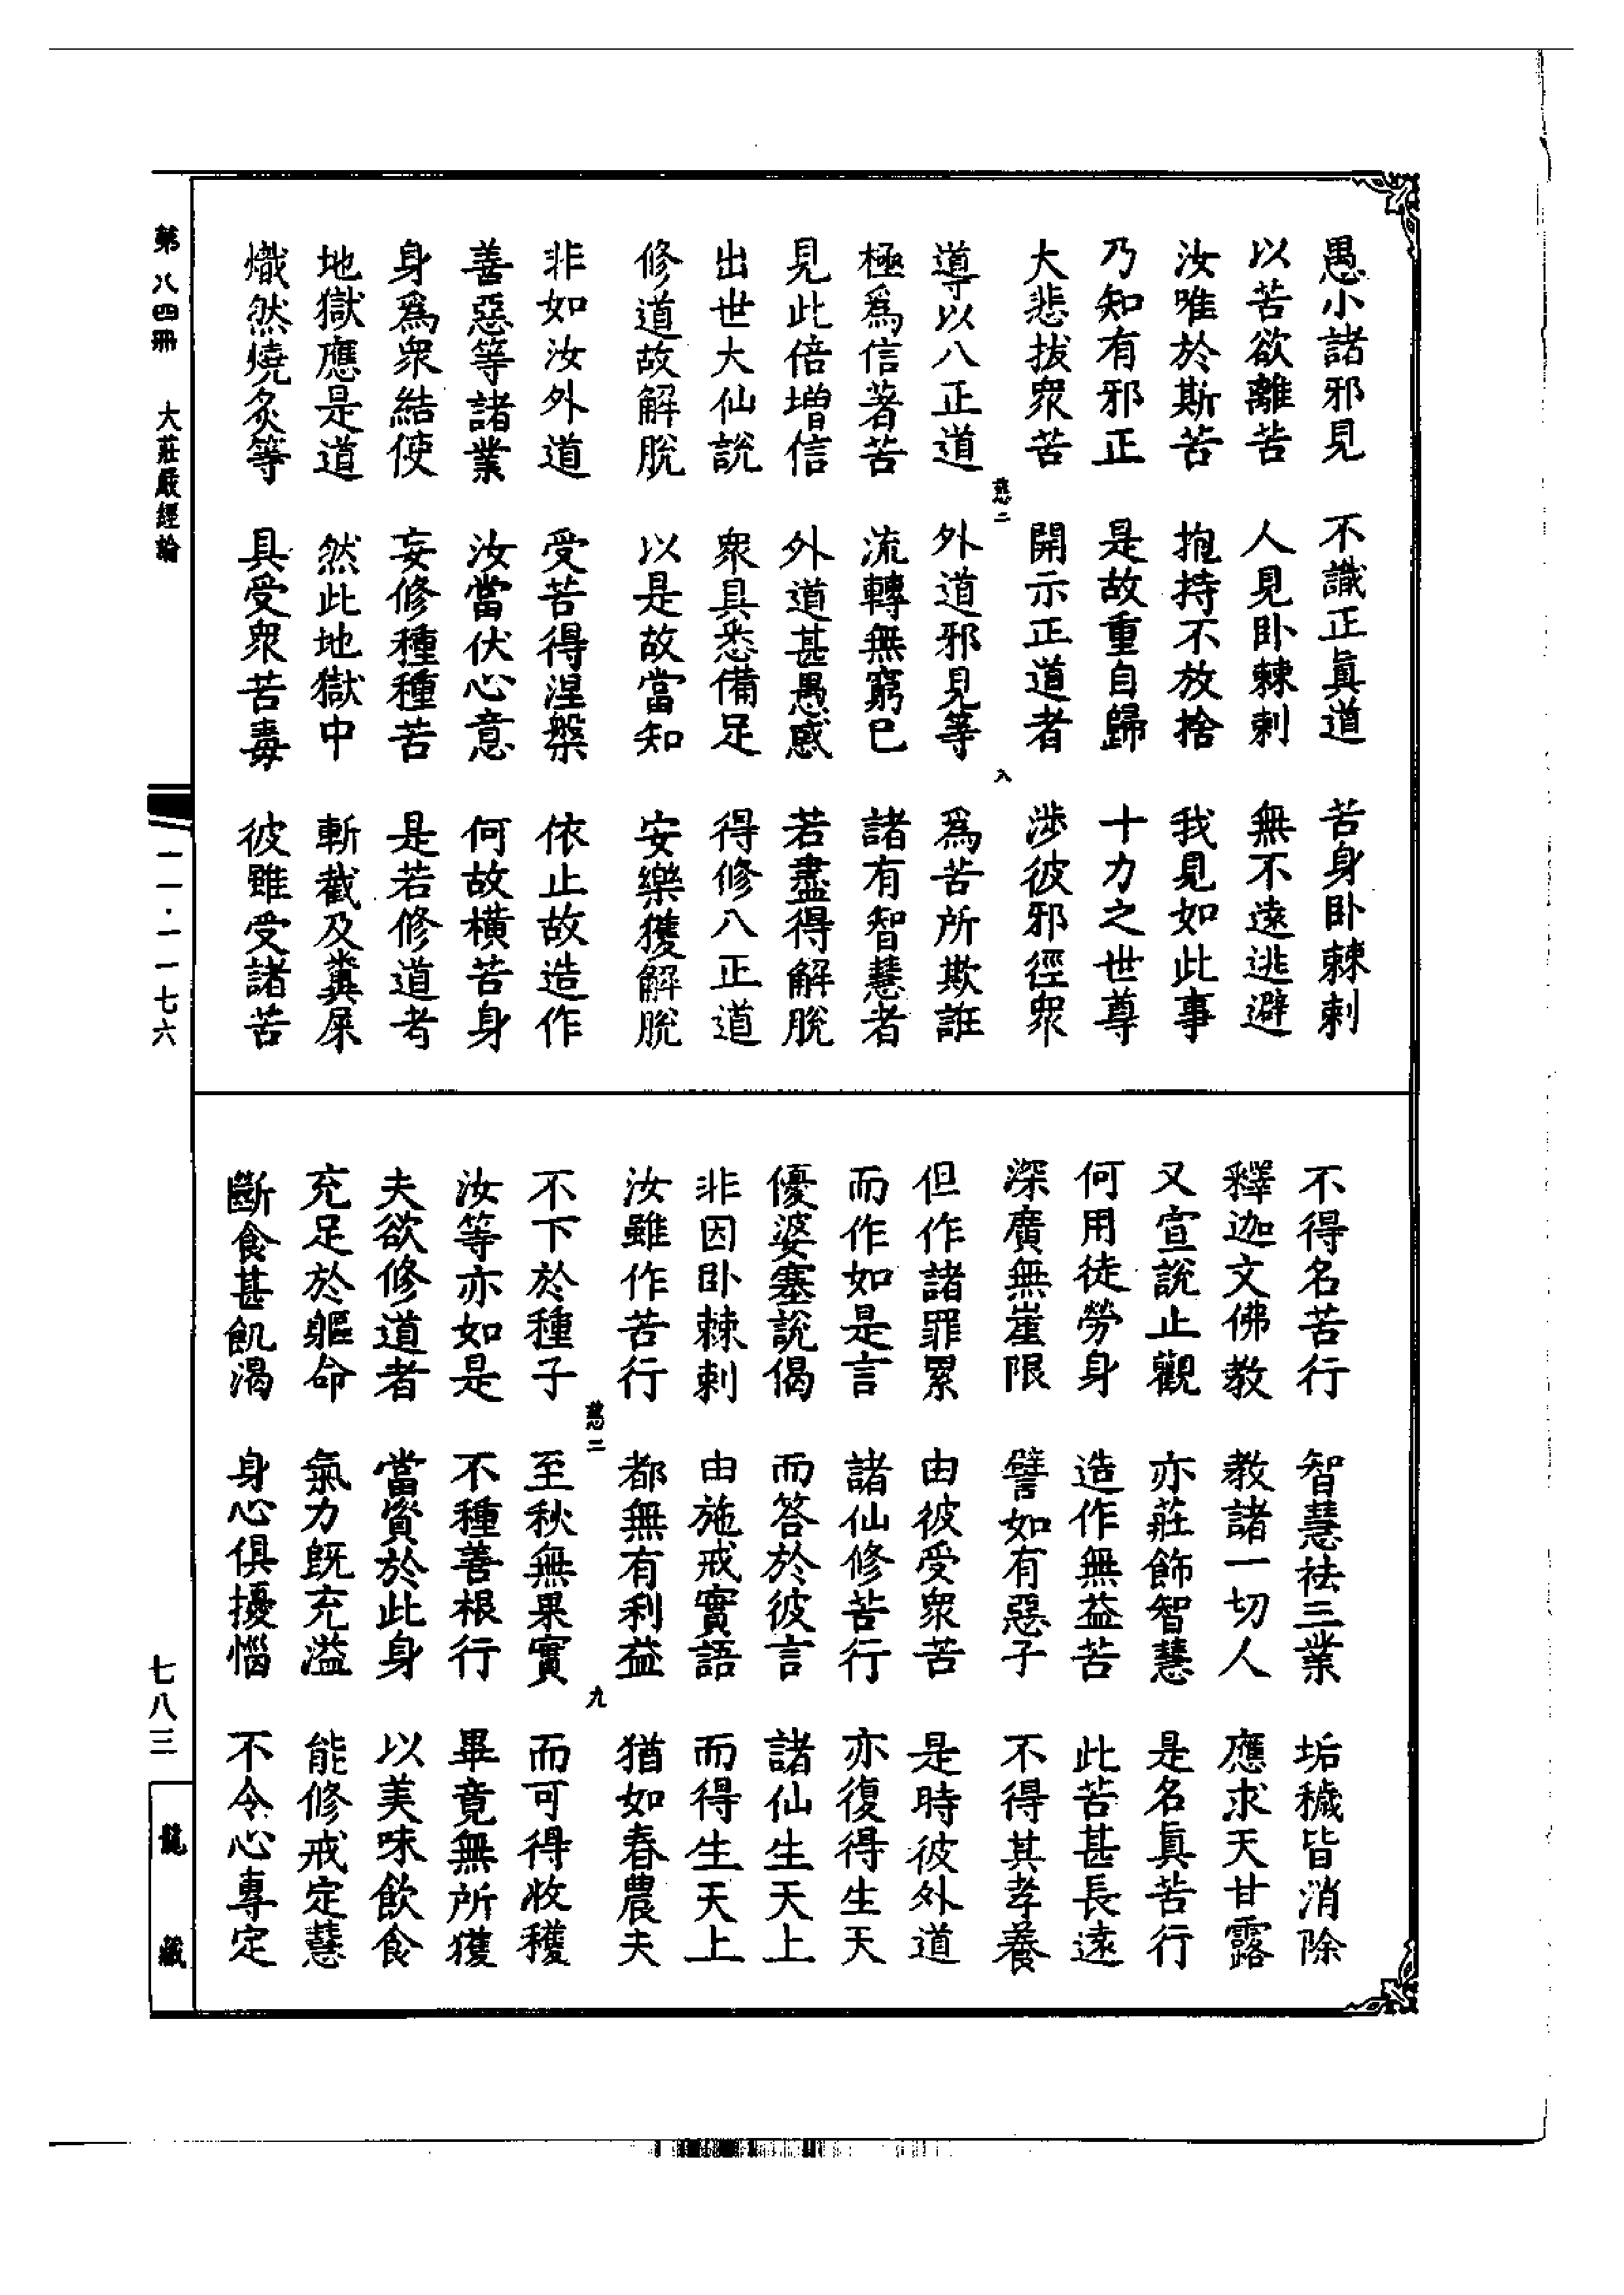 愚小諸邪見　不識正眞道　苦身臥棘刺
以苦欲離苦　人見臥棘刺　無不遠逃避
汝唯於斯苦　抱持不放捨　我見如此事
乃知有邪正　是故重自歸　十力之世尊
大悲拔衆苦　開示正道者　涉彼邪徑衆
慈二　八
導以八正道　外道邪見等　爲苦所欺誑
極爲信著苦　流轉無窮已　諸有智慧者
見此倍增信　外道甚愚惑　若盡得解脫
出世大仙說　衆具悉備足　得修八正道
修道故解脫　以是故當知　安樂獲解脫
非如汝外道　受苦得涅槃　依止故造作
善惡等諸業　汝當伏心意　何故橫苦身
身爲衆結使　妄修種種苦　是若修道者
地獄應是道　然此地獄中　斬截及糞屎
熾然燒炙等　具受衆苦毒　彼雖受諸苦
不得名苦行　智慧袪三業　垢穢皆消除
釋迦文佛教　教諸一切人　應求天甘露
又宣說止觀　亦莊飾智慧　是名眞苦行
何用徒勞身　造作無益苦　此苦甚長遠
深廣無崖限　譬如有惡子　不得其孝養
但作諸罪累　由彼受衆苦　是時彼外道
而作如是言　諸仙修苦行　亦復得生天
優婆塞說偈　而答於彼言　諸仙生天上
非因臥棘刺　由施戒實語　而得生天上
汝雖作苦行　都無有利益　猶如春農夫
慈二　九
不下於種子　至秋無果實　而可得收穫
汝等亦如是　不種善根行　畢竟無所獲
夫欲修道者　當資於此身　以美味飲食
充足於軀命　氣力旣充溢　能修戒定慧
斷食甚飢渴　身心俱擾惱　不令心專定
第八四冊　大莊嚴經論
一一·一一七六
七八三
龍藏